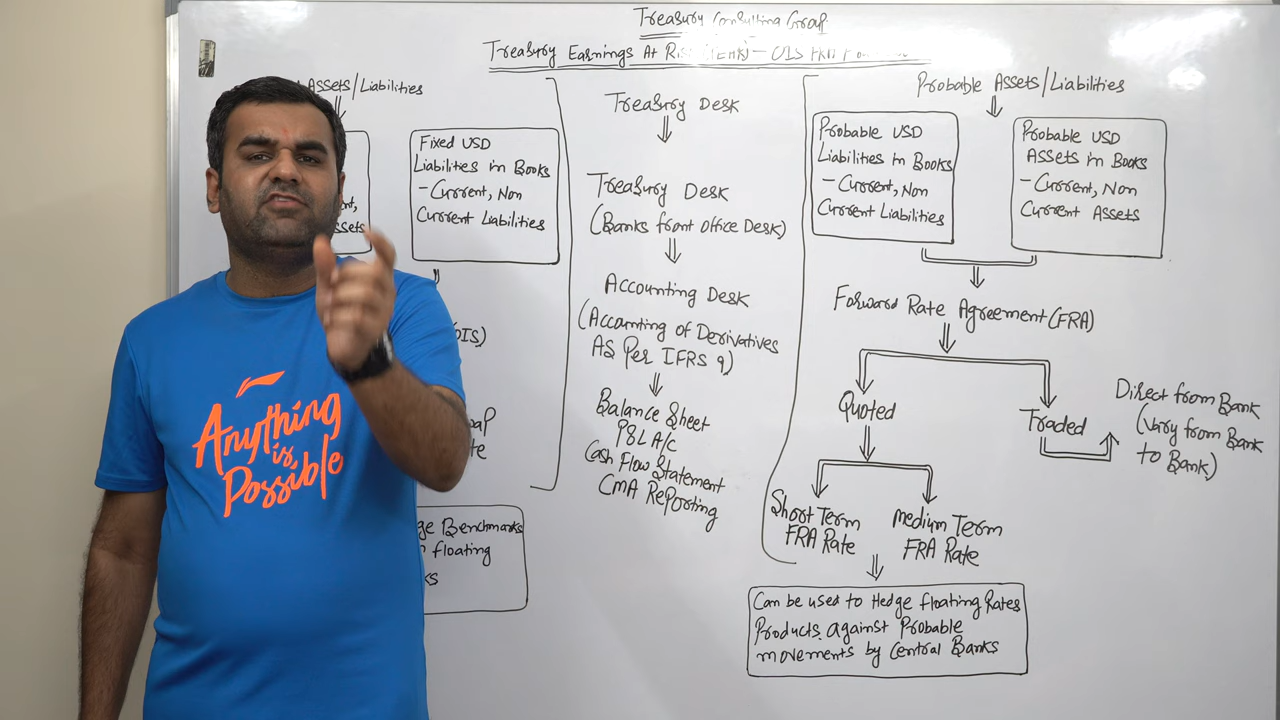 Treasury Consulting Group
Treasury Earnings At
Assets/Liabilities
Fixed USD
Liabilities in Books
- Current, Non
Current Liabilities
Treasury Desk
Treasury Desk
(Banks front office Desk)
Accounting Desk
(Accounting of Derivatives
AS Per IFRS 9)
Balance Sheet
P&L A/C
Cash Flow Statement
CMA Reporting
Probable Assets/Liabilities
Probable USD
Liabilities in Books
- Current, Non
Current Liabilities
Probable USD
Assets in Books
- Current, Non
Current Assets
Forward Rate Agreement (FRA)
Quoted
Traded
Direct from Bank
(Vary from Bank
to Bank)
Short Term
FRA Rate
Medium Term
FRA Rate
Can be used to Hedge floating Rates
Products Against Probable
movements by Central Banks
Benchmarks
floating
Anything
is
Possible